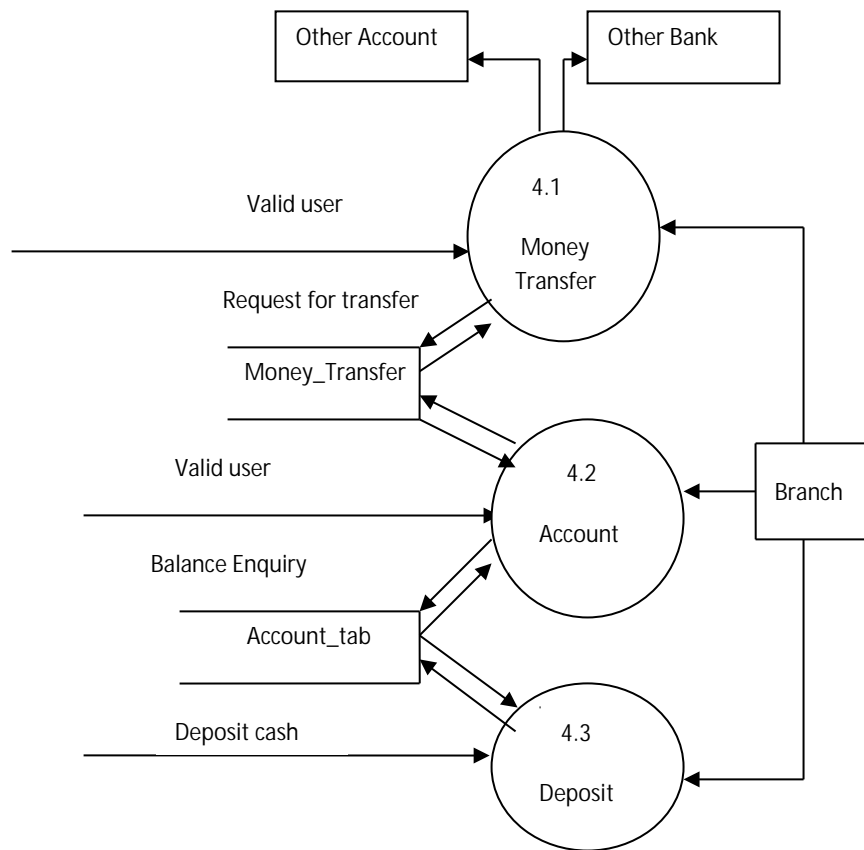 Other Account
Other Bank
4.1
Money
Transfer
Valid user
Request for transfer
Money_Transfer
Valid user
4.2
Account
Branch
Balance Enquiry
Account_tab
Deposit cash
4.3
Deposit